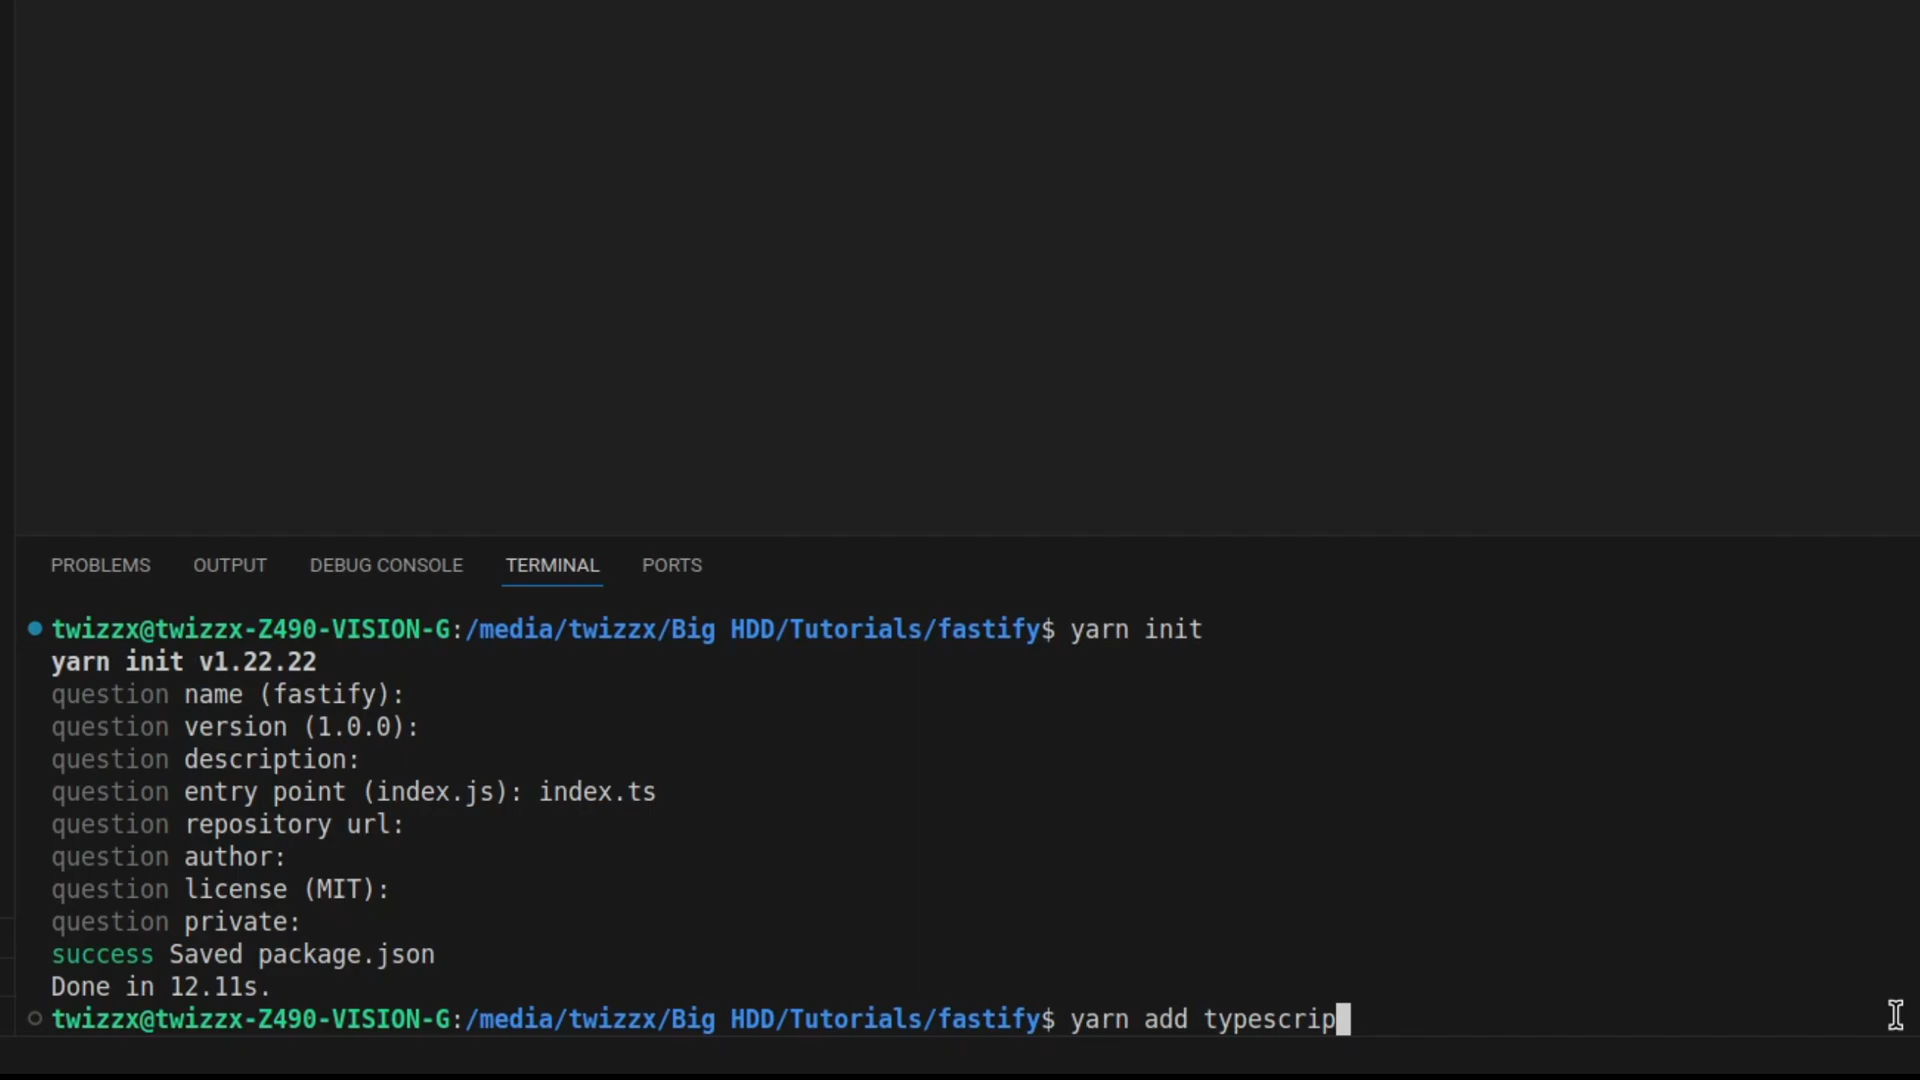 PROBLEMS OUTPUT DEBUG CONSOLE TERMINAL PORTS
twizzx@twizzx-Z490-VISION-G:/media/twizzx/Big HDD/Tutorials/fastify$ yarn init
yarn init v1.22.22
question name (fastify):
question version (1.0.0):
question description:
question entry point (index.js): index.ts
question repository url:
question author:
question license (MIT):
question private:
success Saved package.json
Done in 12.11s.
twizzx@twizzx-Z490-VISION-G:/media/twizzx/Big HDD/Tutorials/fastify$ yarn add typescrip